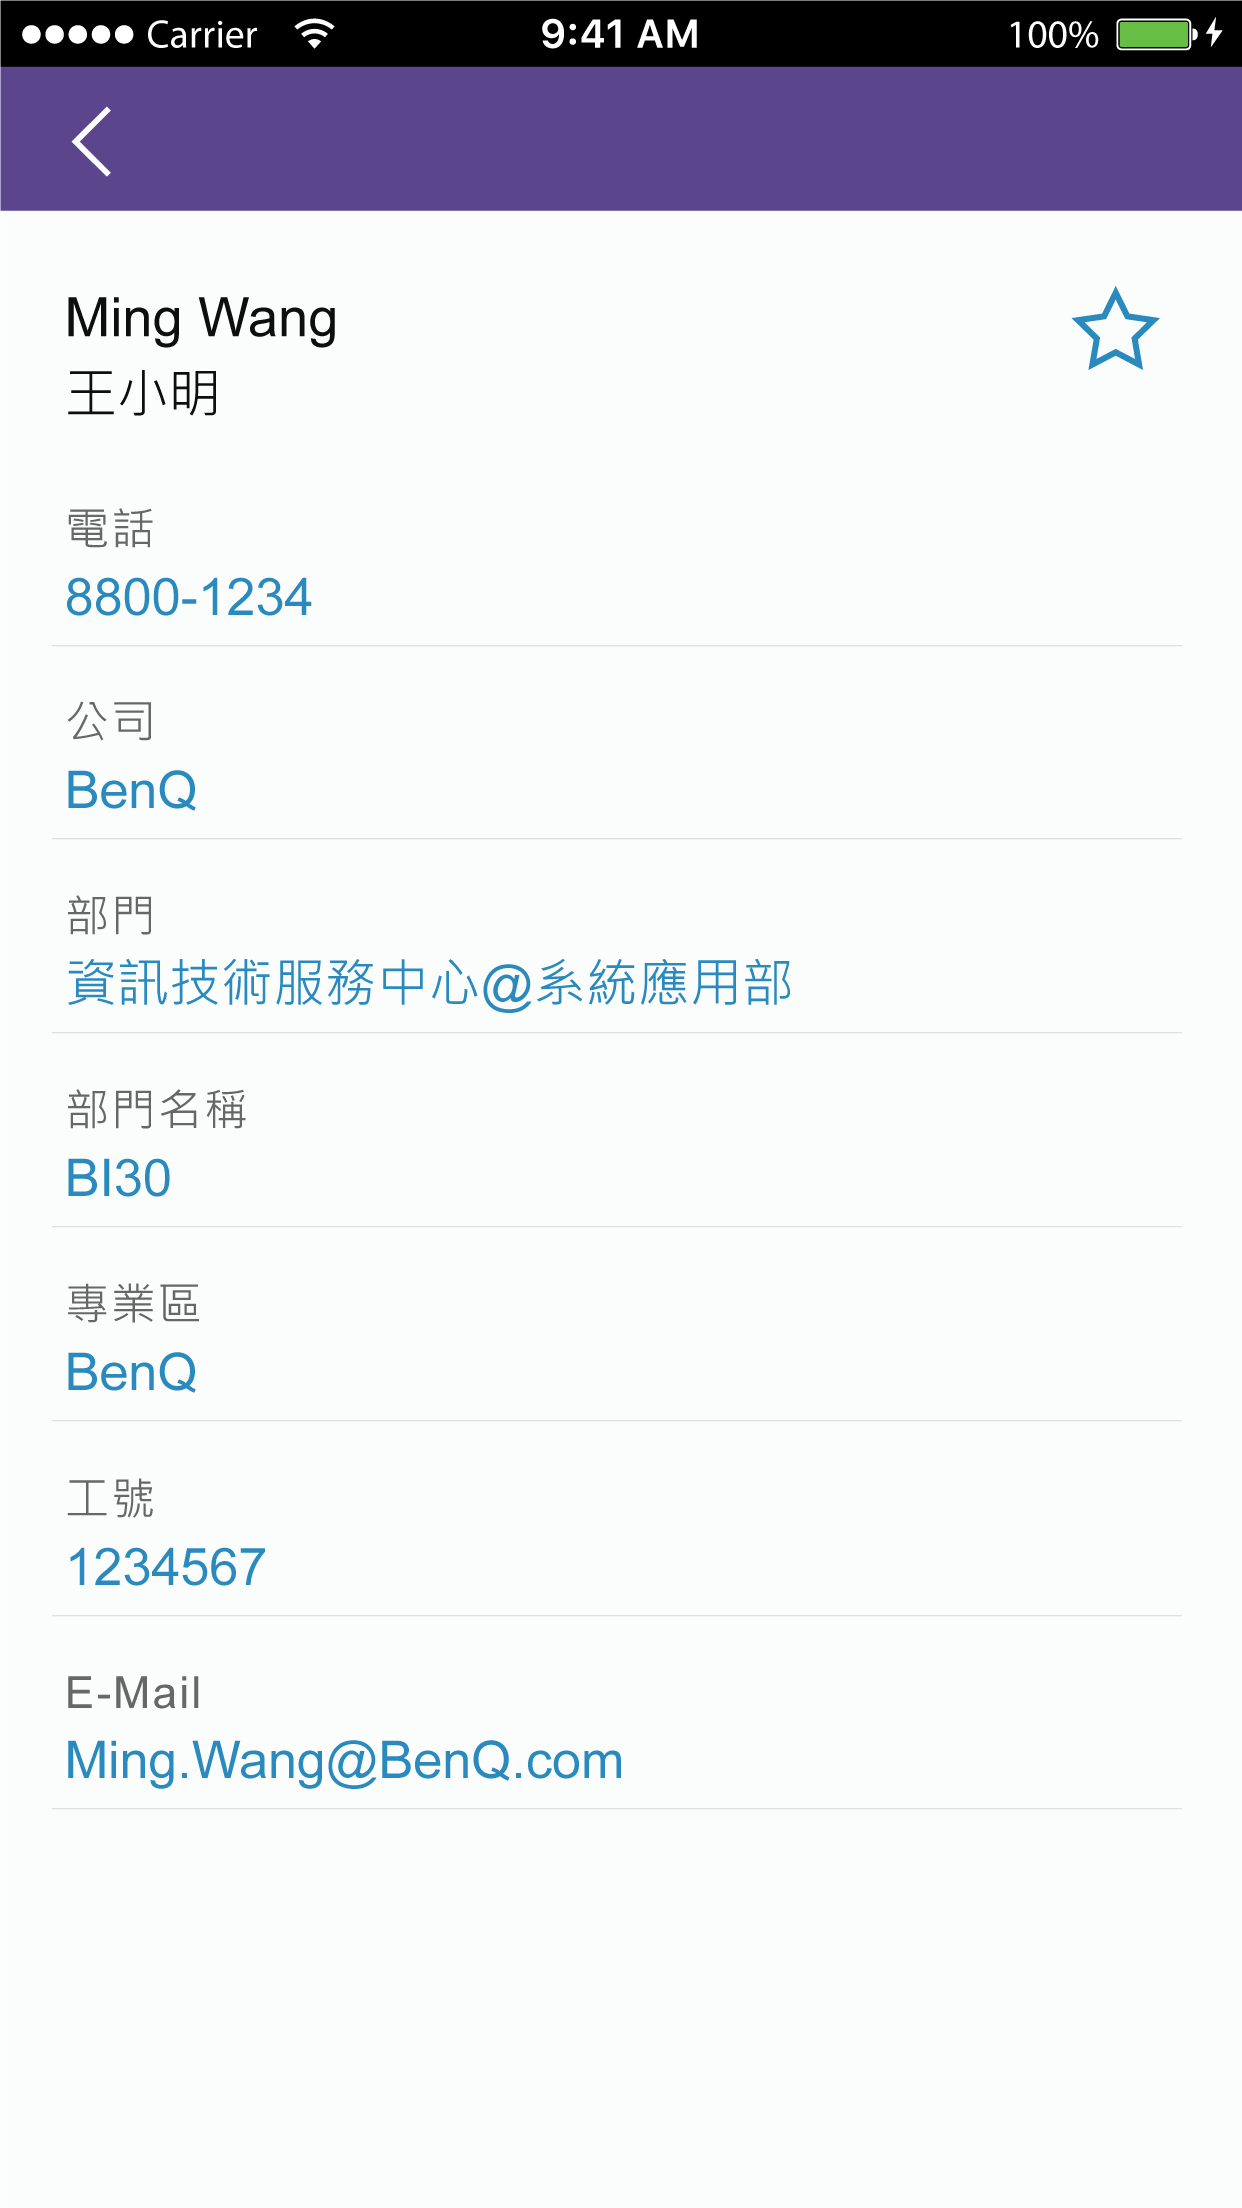 Carrier 9:41 AM 100%
Ming Wang
王小明
電話
8800-1234
公司
BenQ
部門
資訊技術服務中心@系統應用部
部門名稱
BI30
專業區
BenQ
工號
1234567
E-Mail
Ming.Wang@BenQ.com